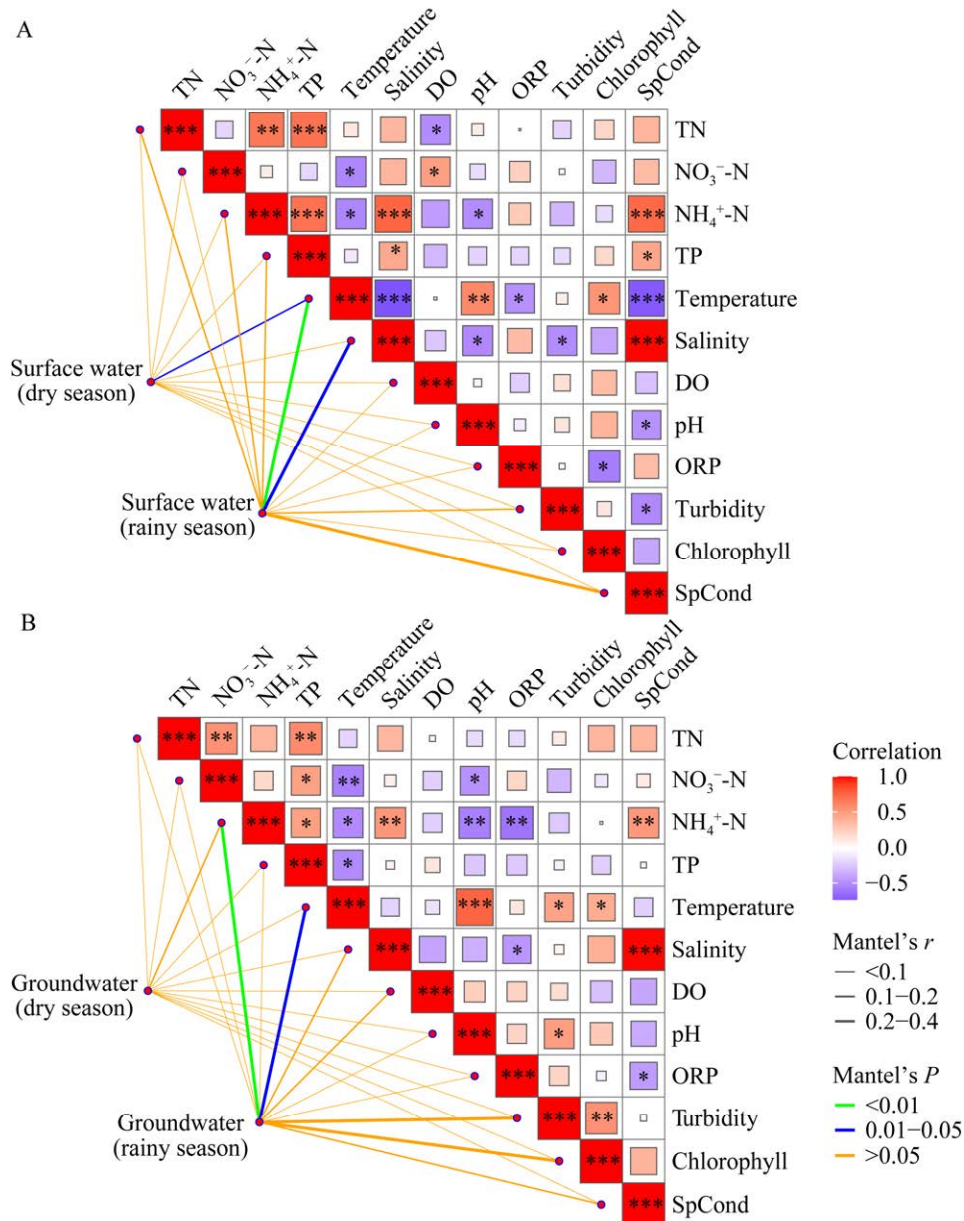 A
TN NO₃⁻-N NH₄⁺-N TP Temperature Salinity DO pH ORP Turbidity Chlorophyll SpCond
*** ** *** * TN
*** * * NO₃⁻-N
*** *** * *** * *** NH₄⁺-N
*** * * TP
*** *** ** * * *** Temperature
*** * * *** Salinity
Surface water
(dry season)
*** DO
*** * pH
*** * ORP
Surface water
(rainy season)
*** * Turbidity
*** Chlorophyll
*** SpCond
B
TN NO₃⁻-N NH₄⁺-N TP Temperature Salinity DO pH ORP Turbidity Chlorophyll SpCond
*** ** ** TN
*** * ** * NO₃⁻-N
*** * * ** ** ** ** NH₄⁺-N
*** * TP
*** *** * * Temperature
*** * *** Salinity
Groundwater
(dry season)
*** DO
*** * pH
*** * ORP
Groundwater
(rainy season)
*** ** Turbidity
*** Chlorophyll
*** SpCond
Correlation
1.0
0.5
0.0
−0.5
Mantel's r
<0.1
0.1−0.2
0.2−0.4
Mantel's P
<0.01
0.01−0.05
>0.05